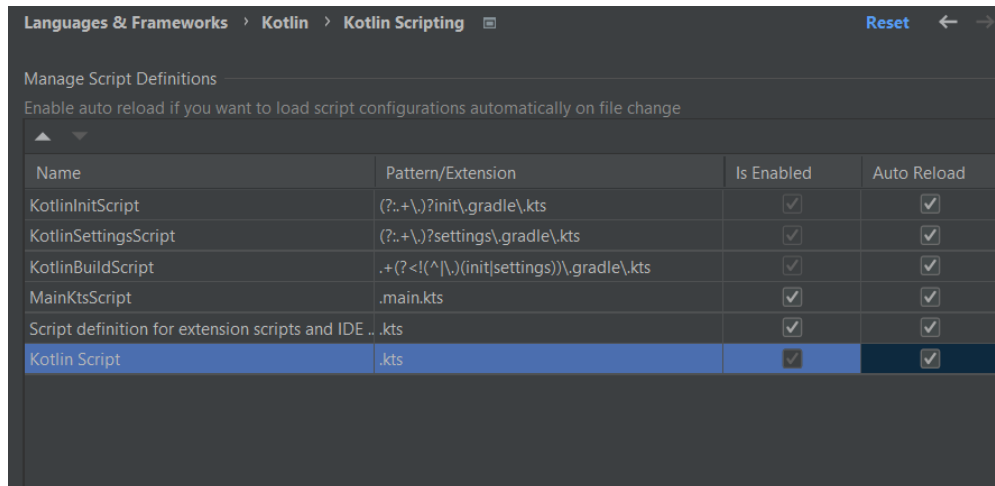 Languages & Frameworks › Kotlin › Kotlin Scripting Reset
Manage Script Definitions
Enable auto reload if you want to load script configurations automatically on file change
Name Pattern/Extension Is Enabled Auto Reload
KotlinInitScript (?:.+\.)?init\.gradle\.kts
KotlinSettingsScript (?:.+\.)?settings\.gradle\.kts
KotlinBuildScript .+(?<!(^|\.)(init|settings))\.gradle\.kts
MainKtsScript .main.kts
Script definition for extension scripts and IDE .. .kts
Kotlin Script .kts